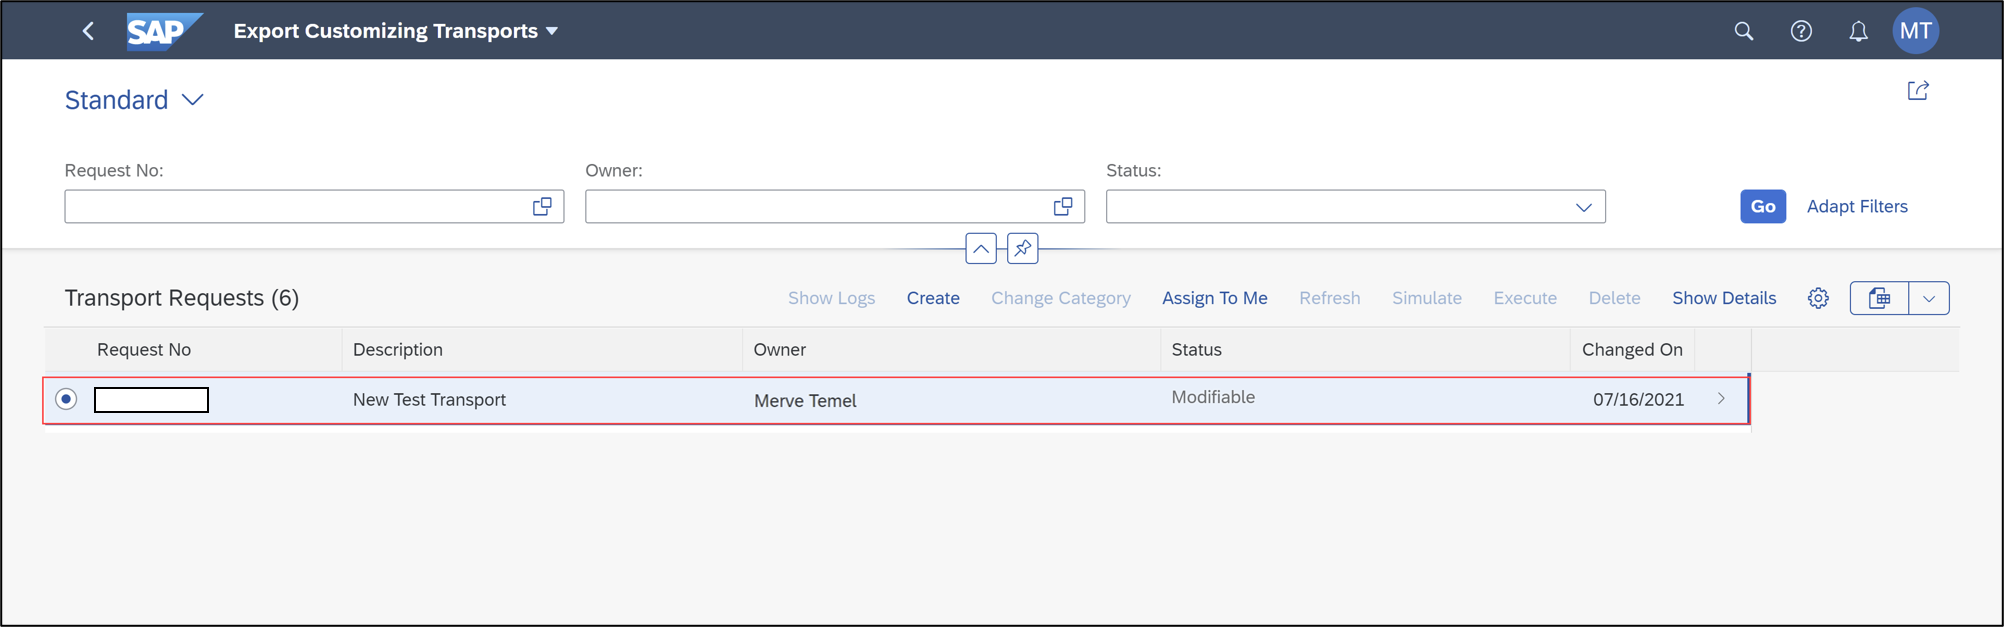 SAP Export Customizing Transports MT
Standard
Request No: Owner: Status:
Go Adapt Filters
Transport Requests (6) Show Logs Create Change Category Assign To Me Refresh Simulate Execute Delete Show Details
Request No Description Owner Status Changed On
New Test Transport Merve Temel Modifiable 07/16/2021